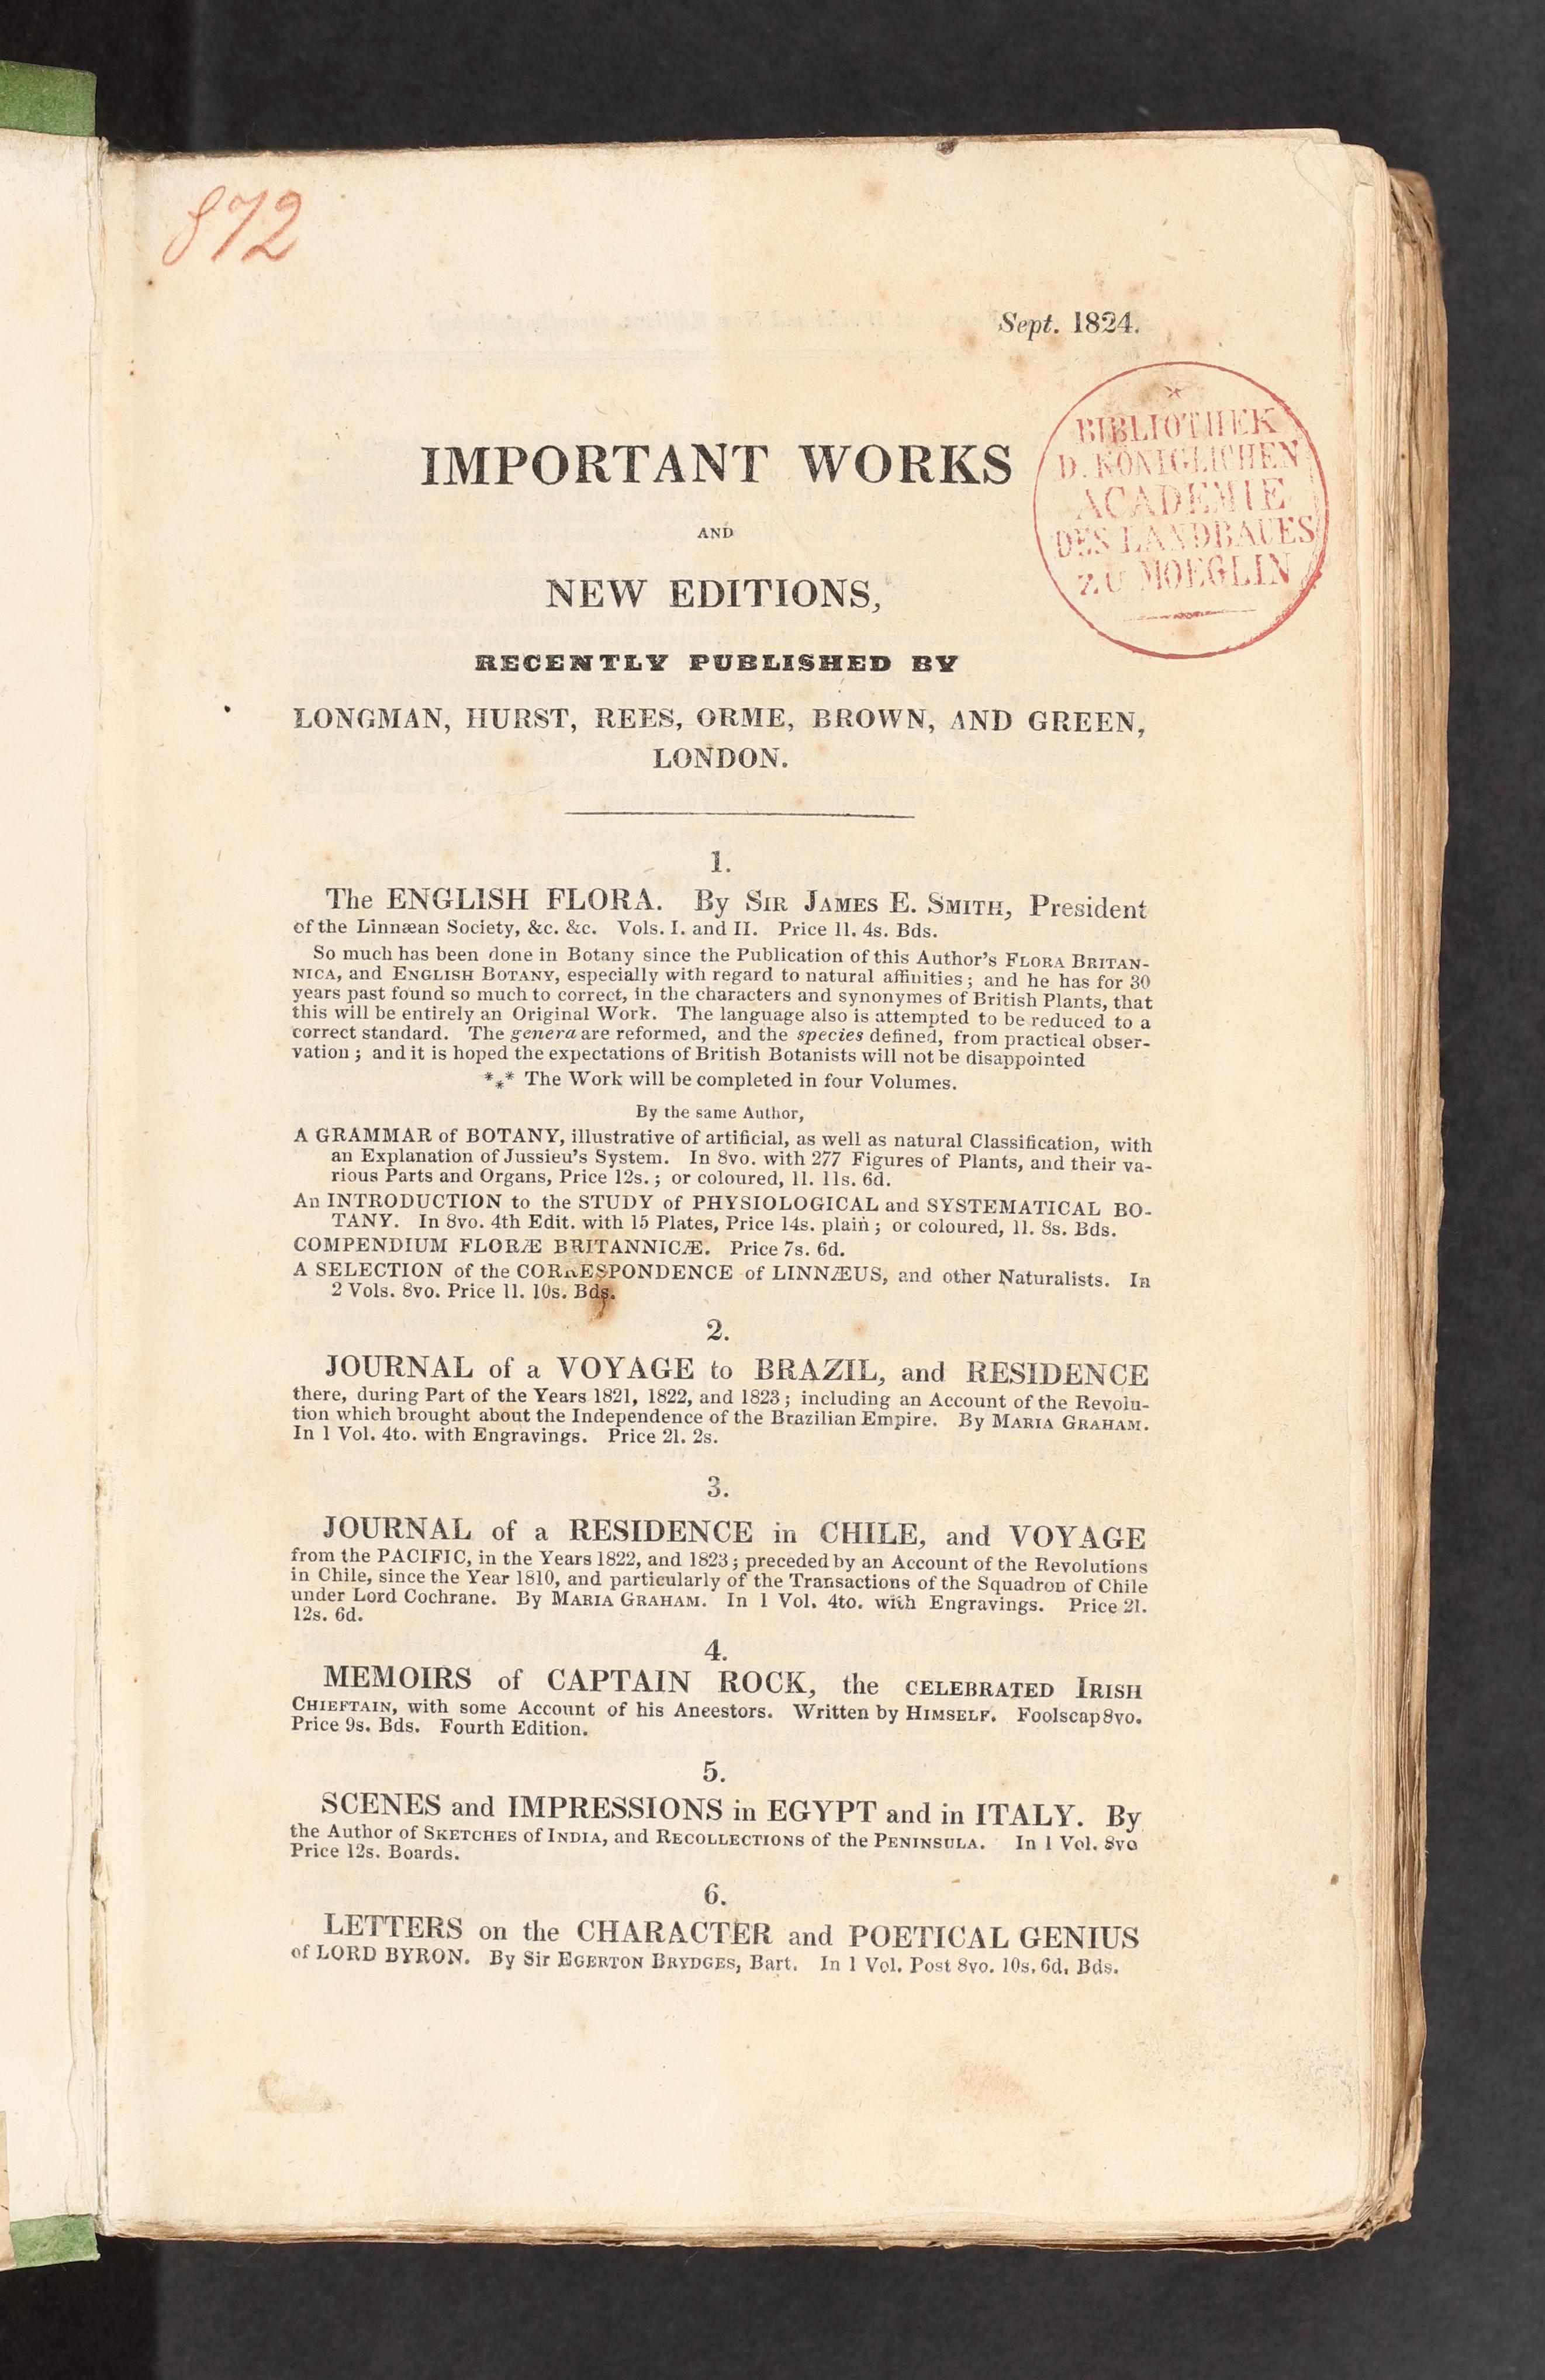 872
Sept. 1824.
BIBLIOTHEK
D. KÖNIGLICHEN
ACADEMIE
DES LANDBAUES
ZU MOEGLIN
IMPORTANT WORKS
AND
NEW EDITIONS,
RECENTLY PUBLISHED BY
LONGMAN, HURST, REES, ORME, BROWN, AND GREEN,
LONDON.
1.
The ENGLISH FLORA. By SIR JAMES E. SMITH, President
of the Linnæan Society, &c. &c. Vols. I. and II. Price 1l. 4s. Bds.
So much has been done in Botany since the Publication of this Author's FLORA BRITAN-
NICA, and ENGLISH BOTANY, especially with regard to natural affinities; and he has for 30
years past found so much to correct, in the characters and synonymes of British Plants, that
this will be entirely an Original Work. The language also is attempted to be reduced to a
correct standard. The genera are reformed, and the species defined, from practical obser-
vation; and it is hoped the expectations of British Botanists will not be disappointed
*⁎* The Work will be completed in four Volumes.
By the same Author,
A GRAMMAR of BOTANY, illustrative of artificial, as well as natural Classification, with
an Explanation of Jussieu's System. In 8vo. with 277 Figures of Plants, and their va-
rious Parts and Organs, Price 12s.; or coloured, 1l. 11s. 6d.
An INTRODUCTION to the STUDY of PHYSIOLOGICAL and SYSTEMATICAL BO-
TANY. In 8vo. 4th Edit. with 15 Plates, Price 14s. plain; or coloured, 1l. 8s. Bds.
COMPENDIUM FLORÆ BRITANNICÆ. Price 7s. 6d.
A SELECTION of the CORRESPONDENCE of LINNÆUS, and other Naturalists. In
2 Vols. 8vo. Price 1l. 10s. Bds.
2.
JOURNAL of a VOYAGE to BRAZIL, and RESIDENCE
there, during Part of the Years 1821, 1822, and 1823; including an Account of the Revolu-
tion which brought about the Independence of the Brazilian Empire. By MARIA GRAHAM.
In 1 Vol. 4to. with Engravings. Price 2l. 2s.
3.
JOURNAL of a RESIDENCE in CHILE, and VOYAGE
from the PACIFIC, in the Years 1822, and 1823; preceded by an Account of the Revolutions
in Chile, since the Year 1810, and particularly of the Transactions of the Squadron of Chile
under Lord Cochrane. By MARIA GRAHAM. In 1 Vol. 4to. with Engravings. Price 2l.
12s. 6d.
4.
MEMOIRS of CAPTAIN ROCK, the CELEBRATED IRISH
CHIEFTAIN, with some Account of his Ancestors. Written by HIMSELF. Foolscap 8vo.
Price 9s. Bds. Fourth Edition.
5.
SCENES and IMPRESSIONS in EGYPT and in ITALY. By
the Author of SKETCHES of INDIA, and RECOLLECTIONS of the PENINSULA. In 1 Vol. 8vo
Price 12s. Boards.
6.
LETTERS on the CHARACTER and POETICAL GENIUS
of LORD BYRON. By Sir EGERTON BRYDGES, Bart. In 1 Vol. Post 8vo. 10s. 6d. Bds.